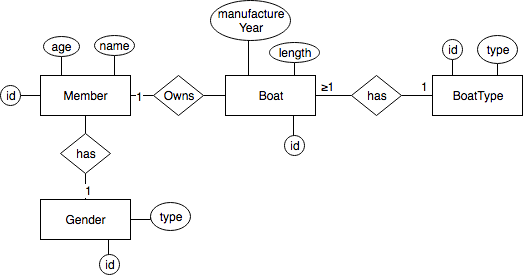 manufacture
Year
age
name
length
id
type
id
Member
1
Owns
Boat
≥1
has
1
BoatType
has
id
1
Gender
type
id